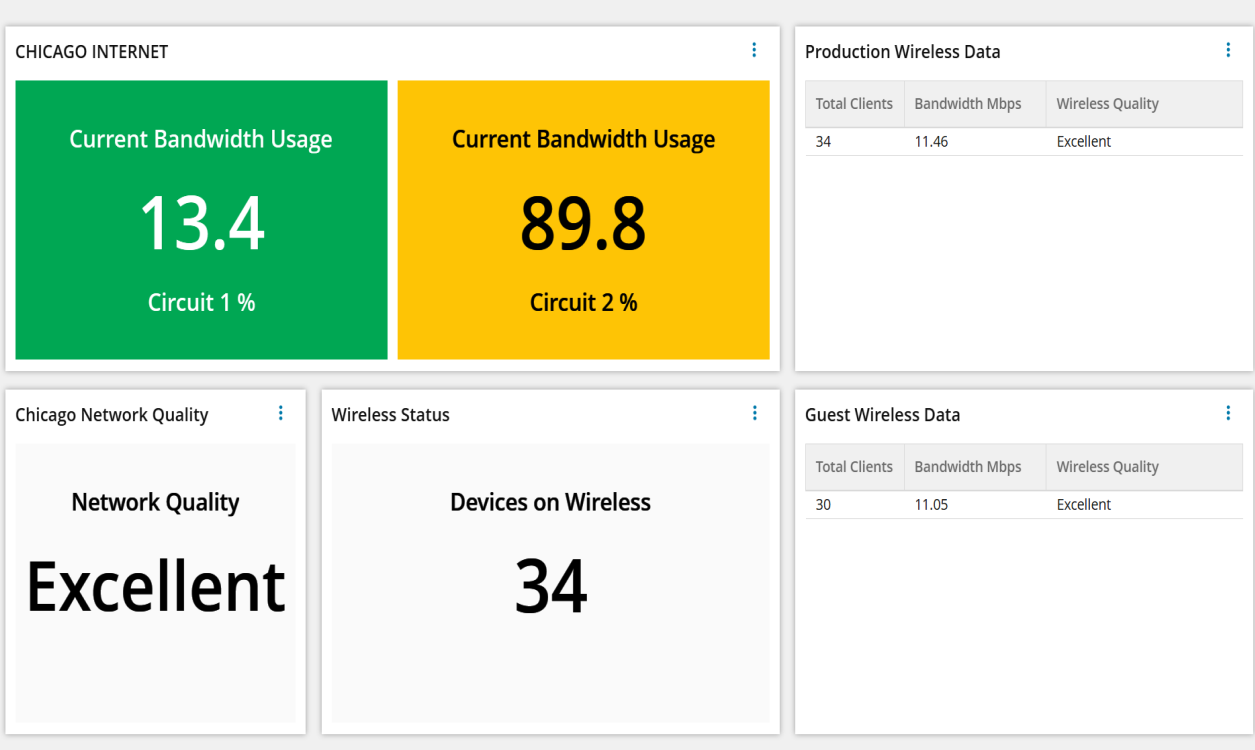 CHICAGO INTERNET
Current Bandwidth Usage
13.4
Circuit 1 %
Current Bandwidth Usage
89.8
Circuit 2 %
Production Wireless Data
Total Clients Bandwidth Mbps Wireless Quality
34 11.46 Excellent
Chicago Network Quality
Network Quality
Excellent
Wireless Status
Devices on Wireless
34
Guest Wireless Data
Total Clients Bandwidth Mbps Wireless Quality
30 11.05 Excellent